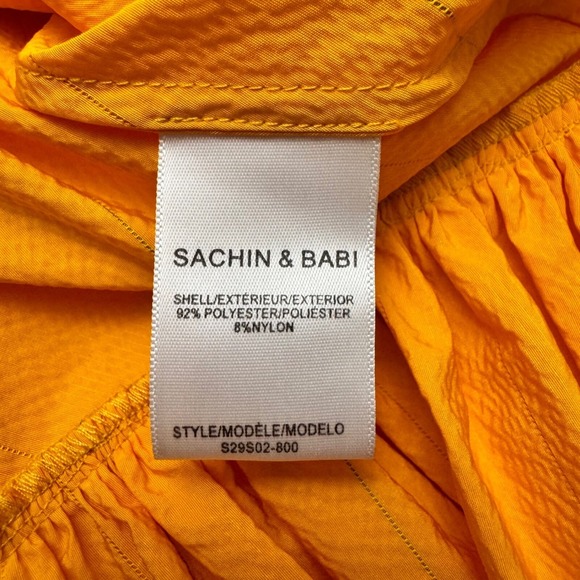 SACHIN & BABI
SHELL/EXTÉRIEUR/EXTERIOR
92% POLYESTER/POLIÉSTER
8%NYLON
STYLE/MODÈLE/MODELO
S29S02-800